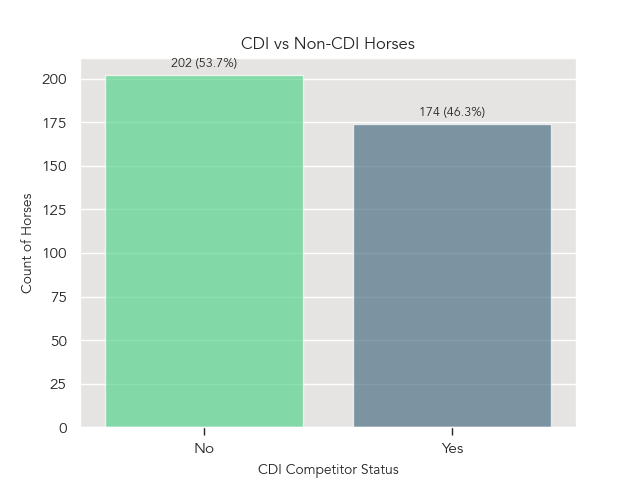 CDI vs Non-CDI Horses
202 (53.7%)
174 (46.3%)
200
175
150
125
100
75
50
25
0
Count of Horses
No
Yes
CDI Competitor Status